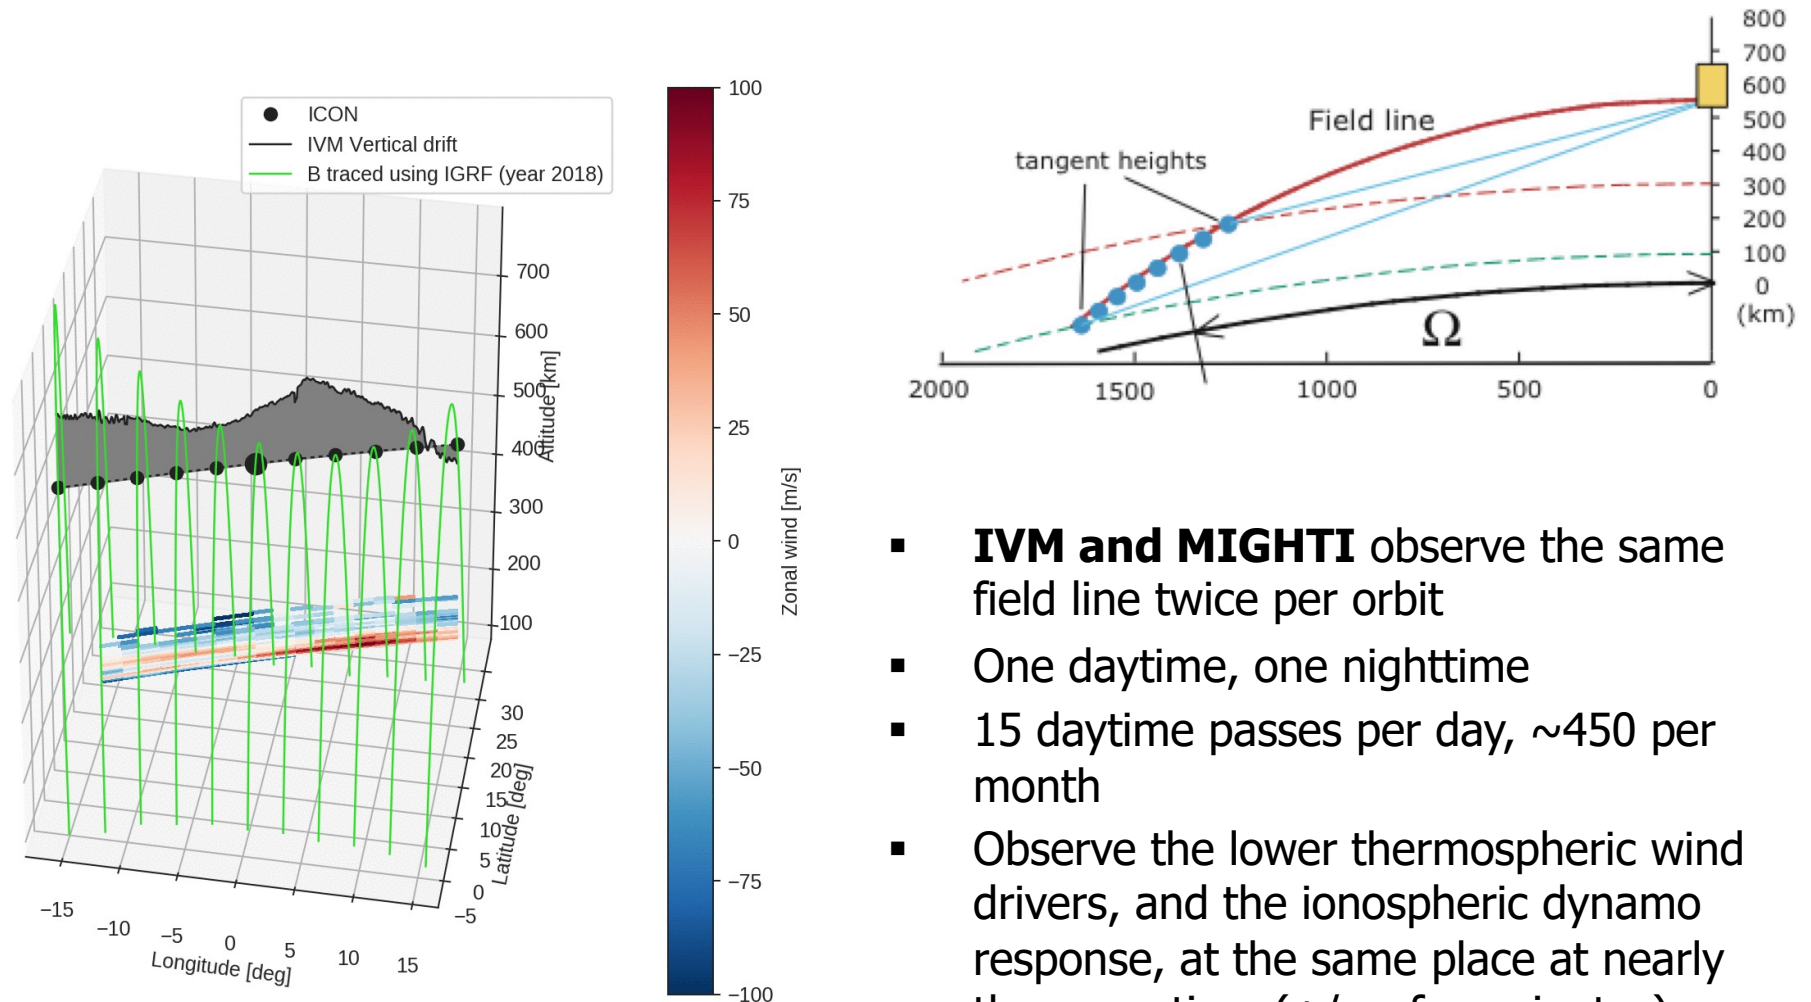 ICON
IVM Vertical drift
B traced using IGRF (year 2018)
700
600
500
400
300
200
100
Altitude [km]
30
25
20
15
10
5
0
−5
Latitude [deg]
−15
−10
−5
0
5
10
15
Longitude [deg]
100
75
50
25
0
−25
−50
−75
−100
Zonal wind [m/s]
800
700
600
500
400
300
200
100
0
(km)
Field line
tangent heights
Ω
2000
1500
1000
500
0
▪ IVM and MIGHTI observe the same
field line twice per orbit
▪ One daytime, one nighttime
▪ 15 daytime passes per day, ~450 per
month
▪ Observe the lower thermospheric wind
drivers, and the ionospheric dynamo
response, at the same place at nearly